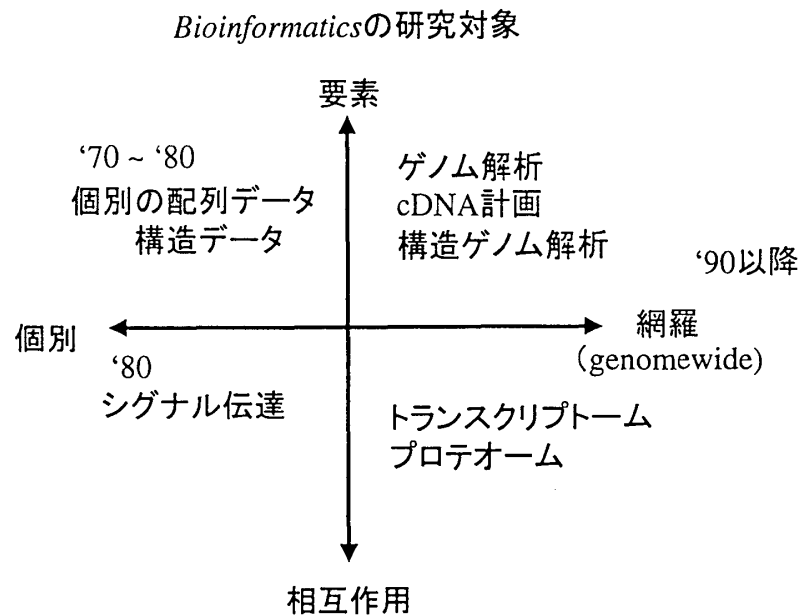 Bioinformaticsの研究対象
要素
‘70 ~ ‘80
個別の配列データ
構造データ
ゲノム解析
cDNA計画
構造ゲノム解析
‘90以降
個別
網羅
(genomewide)
‘80
シグナル伝達
トランスクリプトーム
プロテオーム
相互作用